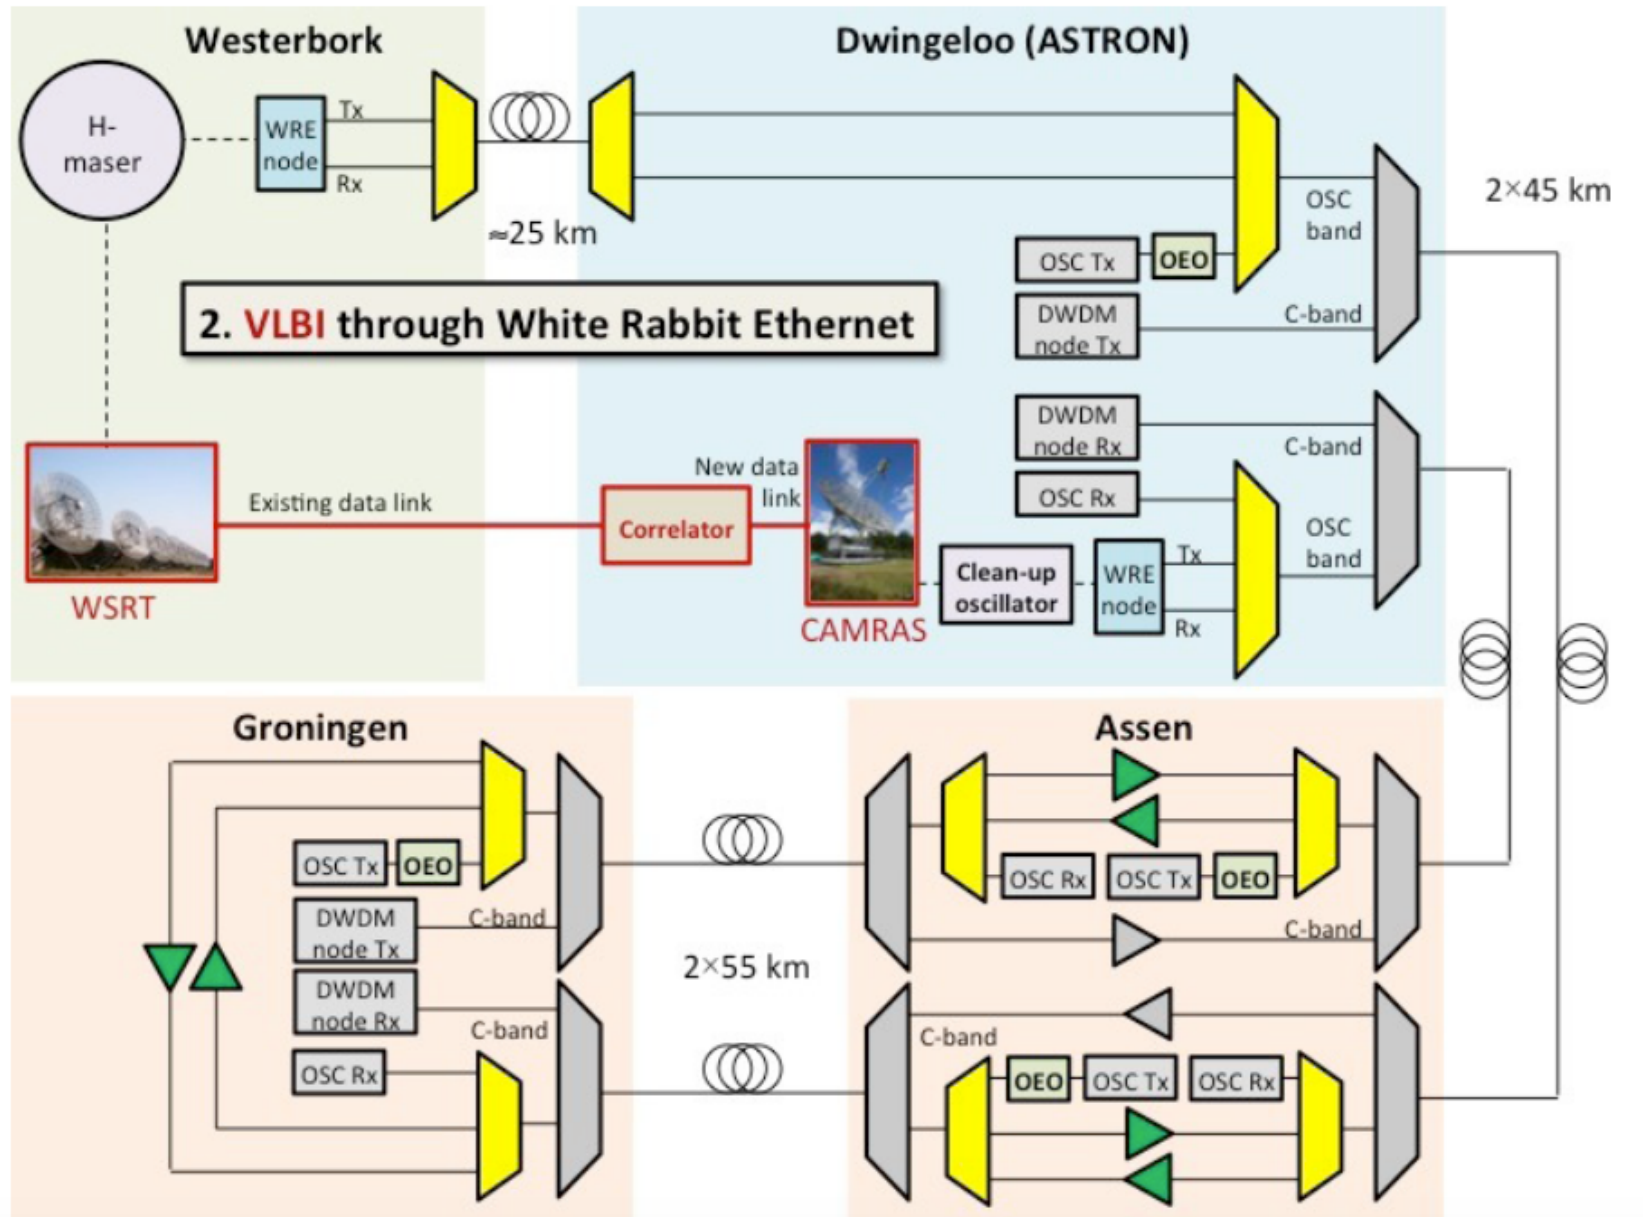 Westerbork
Dwingeloo (ASTRON)
H-
maser
WRE
node
Tx
Rx
≈25 km
OSC
band
2×45 km
OSC Tx
OEO
DWDM
node Tx
C-band
2. VLBI through White Rabbit Ethernet
DWDM
node Rx
C-band
OSC Rx
OSC
band
New data
link
Existing data link
Correlator
Clean-up
oscillator
WRE
node
Tx
Rx
WSRT
CAMRAS
Groningen
Assen
OSC Tx
OEO
DWDM
node Tx
C-band
DWDM
node Rx
C-band
OSC Rx
2×55 km
OSC Rx
OSC Tx
OEO
C-band
C-band
OEO
OSC Tx
OSC Rx